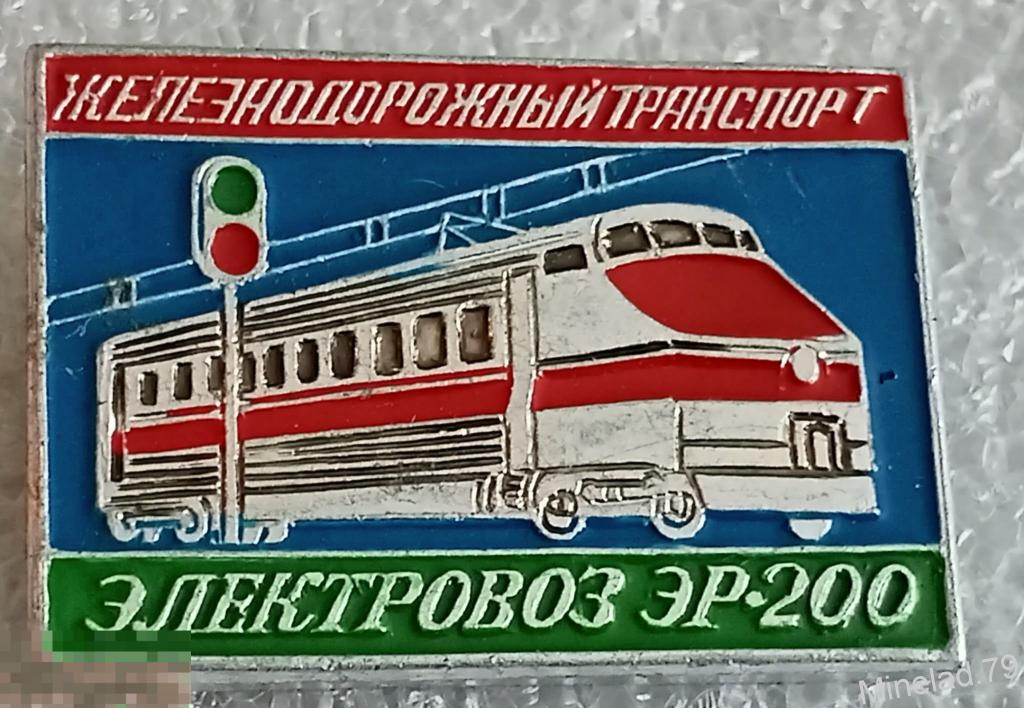 ЖЕЛЕЗНОДОРОЖНЫЙ ТРАНСПОРТ
ЭЛЕКТРОВОЗ ЭР•200
Minelad.79